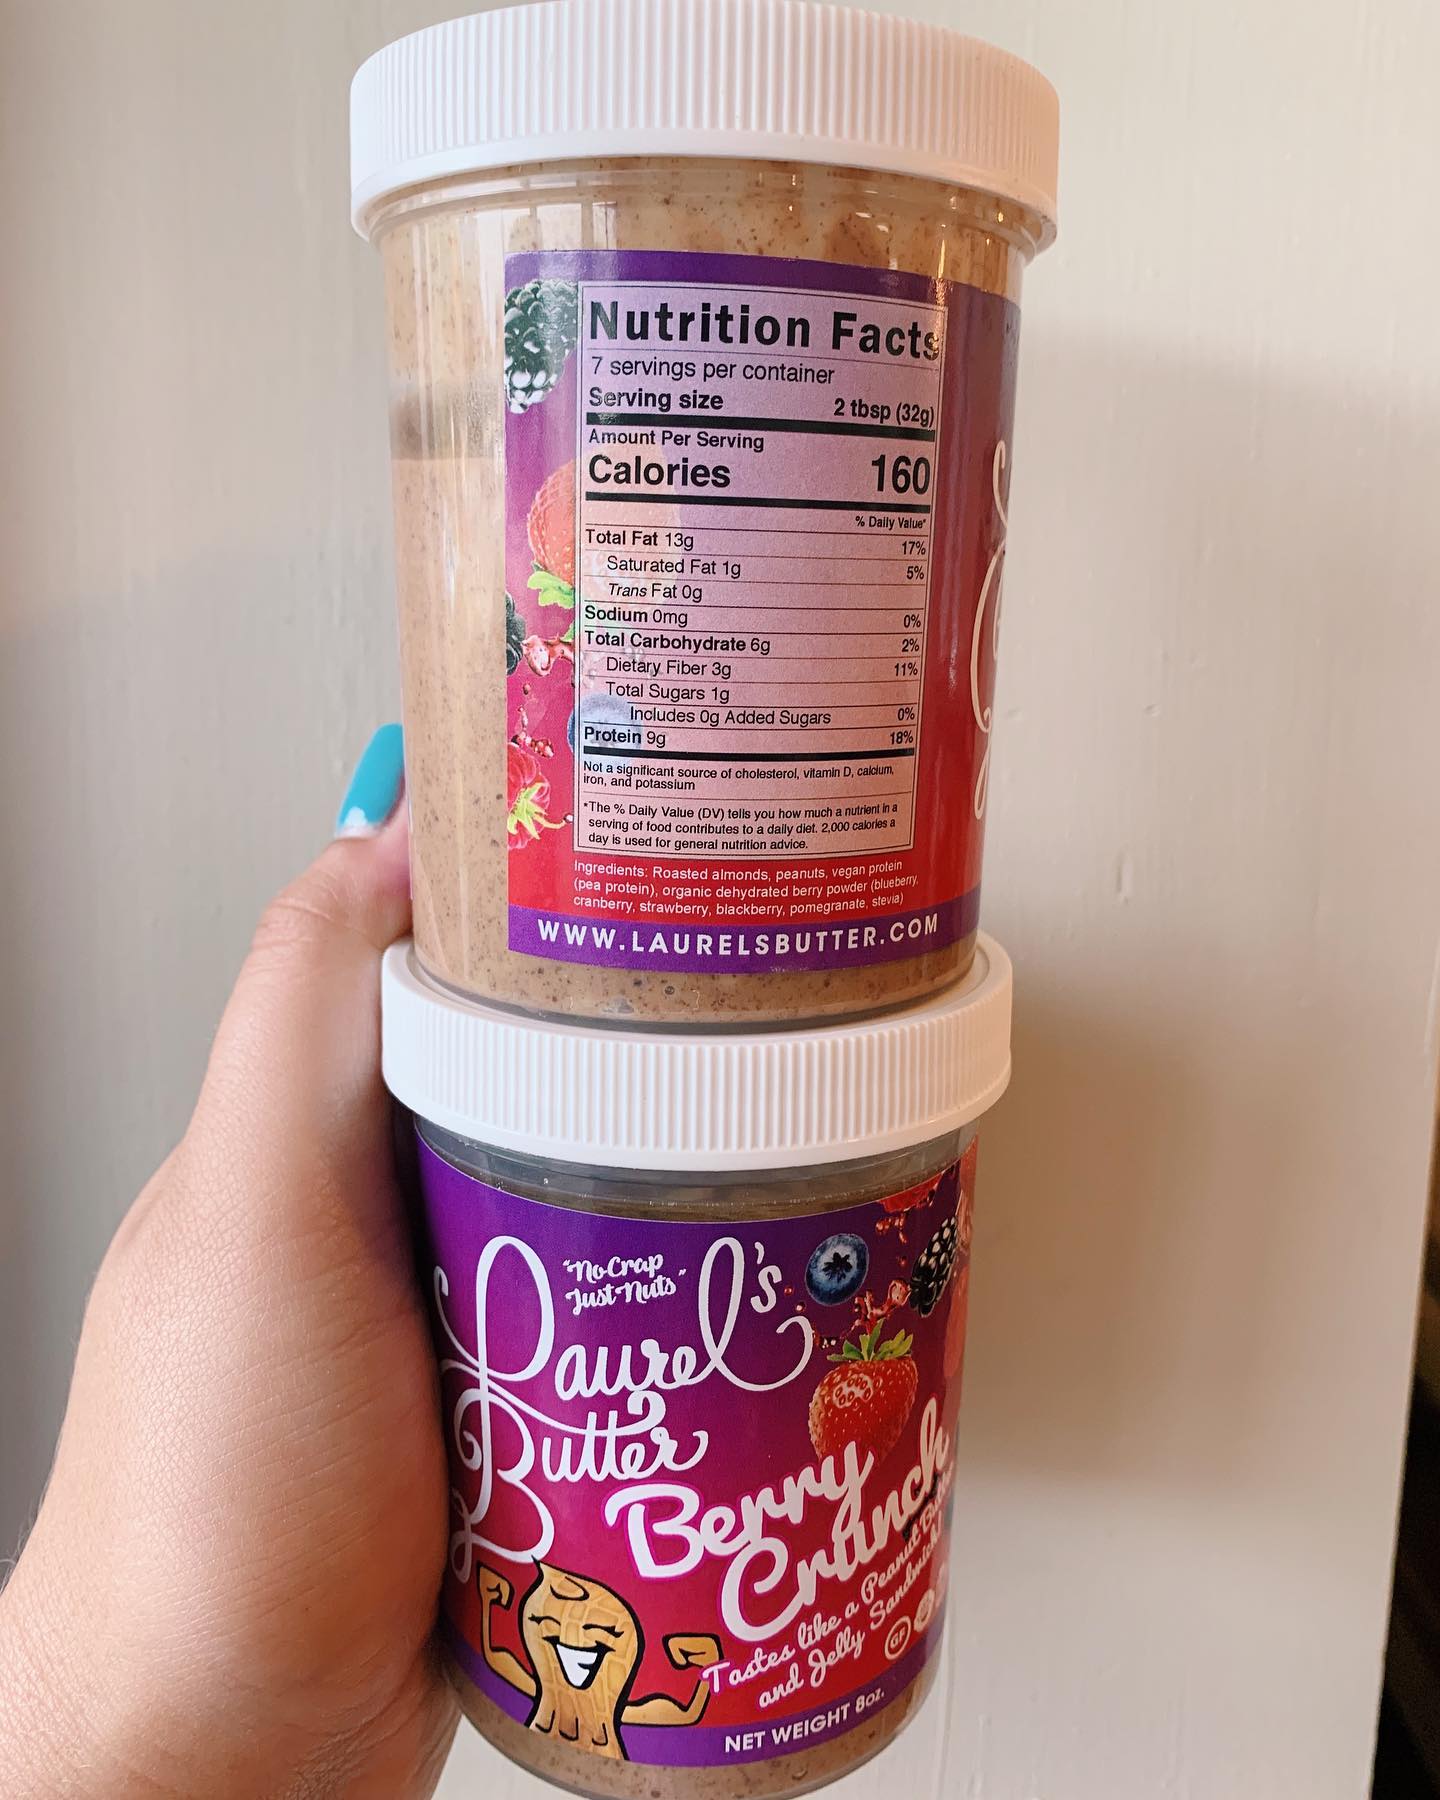 Nutrition Facts
7 servings per container
Serving size 2 tbsp (32g)
Amount Per Serving
Calories 160
% Daily Value*
Total Fat 13g 17%
Saturated Fat 1g 5%
Trans Fat 0g
Sodium 0mg 0%
Total Carbohydrate 6g 2%
Dietary Fiber 3g 11%
Total Sugars 1g
Includes 0g Added Sugars 0%
Protein 9g 18%
Not a significant source of cholesterol, vitamin D, calcium,
iron, and potassium
*The % Daily Value (DV) tells you how much a nutrient in a
serving of food contributes to a daily diet. 2,000 calories a
day is used for general nutrition advice.
Ingredients: Roasted almonds, peanuts, vegan protein
(pea protein), organic dehydrated berry powder (blueberry,
cranberry, strawberry, blackberry, pomegranate, stevia)
WWW.LAURELSBUTTER.COM
"No Crap
Just Nuts"
Laurel's
Butter
Berry
Crunch
Tastes like a Peanut Butter
and Jelly Sandwich!
GF
NET WEIGHT 8oz.